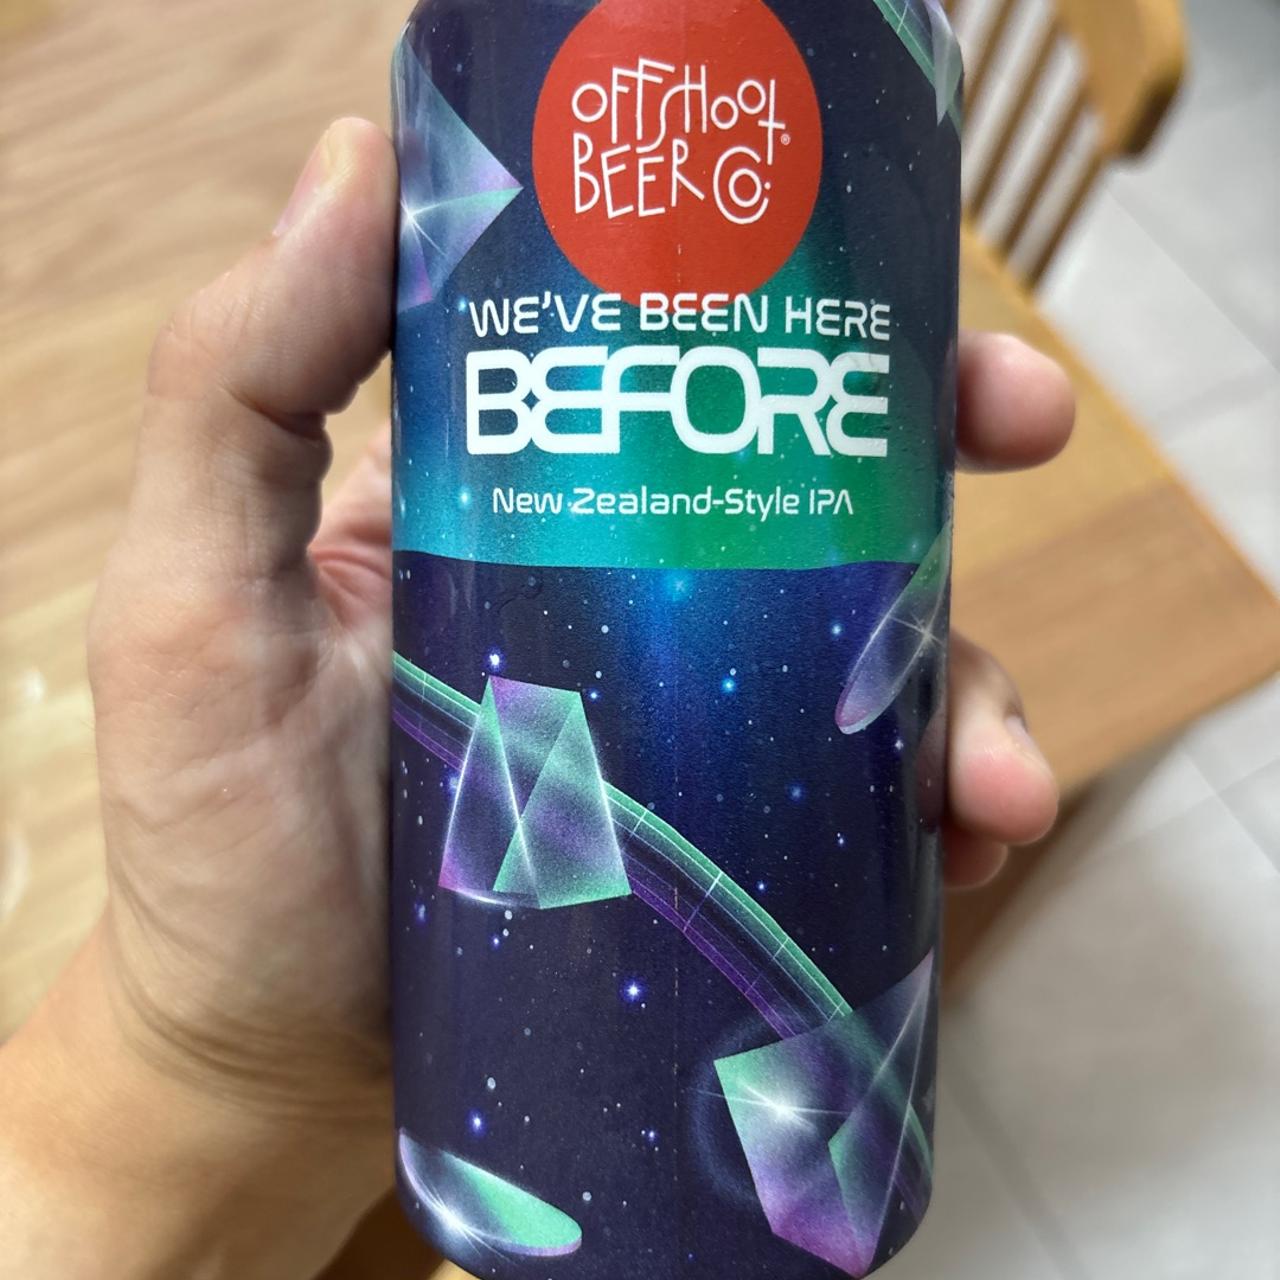 OFFSHOOT®
BEER Co.
WE'VE BEEN HERE
BEFORE
New Zealand-Style IPA